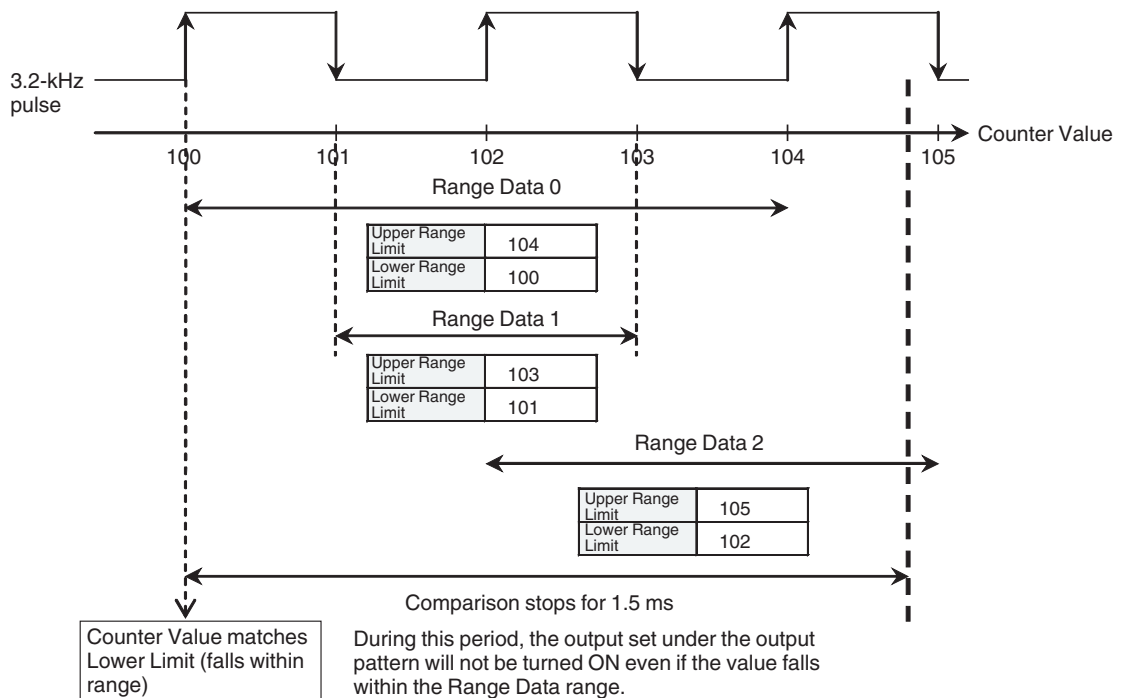 3.2-kHz
pulse
Counter Value
100 101 102 103 104 105
Range Data 0
Upper Range
Limit 104
Lower Range
Limit 100
Range Data 1
Upper Range
Limit 103
Lower Range
Limit 101
Range Data 2
Upper Range
Limit 105
Lower Range
Limit 102
Comparison stops for 1.5 ms
Counter Value matches
Lower Limit (falls within
range)
During this period, the output set under the output
pattern will not be turned ON even if the value falls
within the Range Data range.